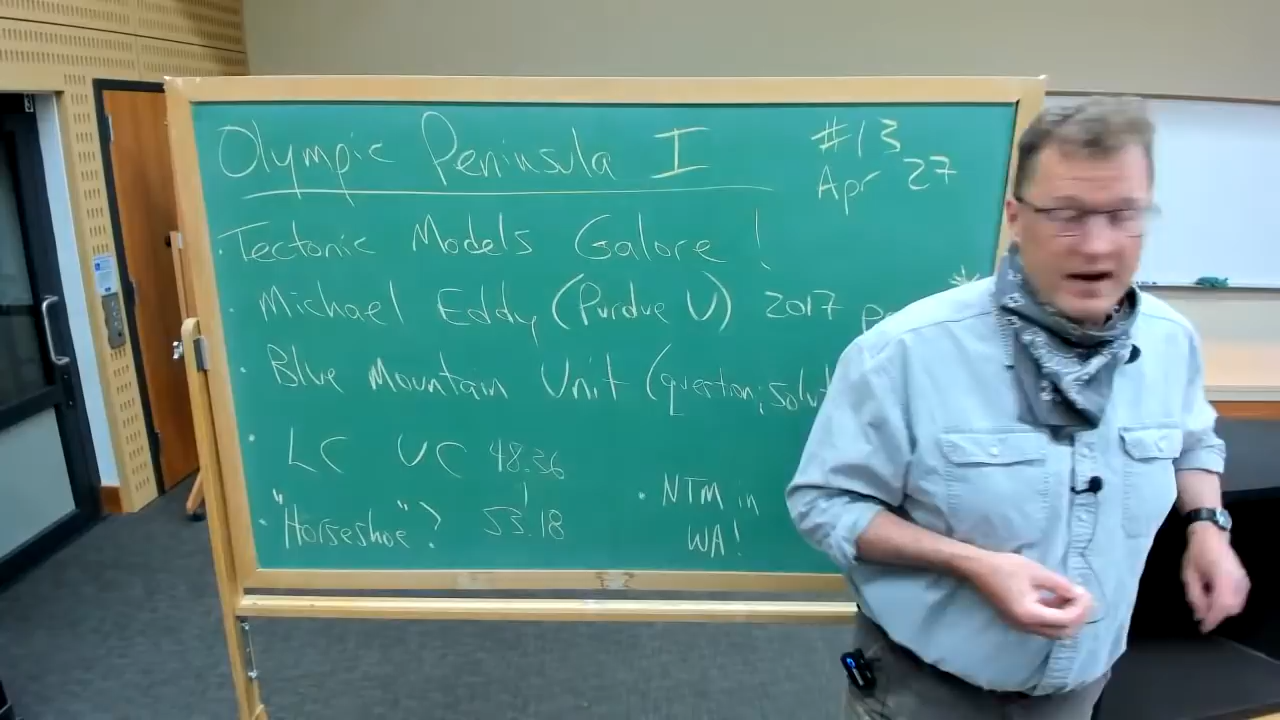 Olympic Peninsula I
#13
Apr 27
· Tectonic Models Galore!
· Michael Eddy (Purdue U) 2017
· Blue Mountain Unit (question; solut
· LC UC 48.36
· "Horseshoe"? 53.18
· NTM in
WA!